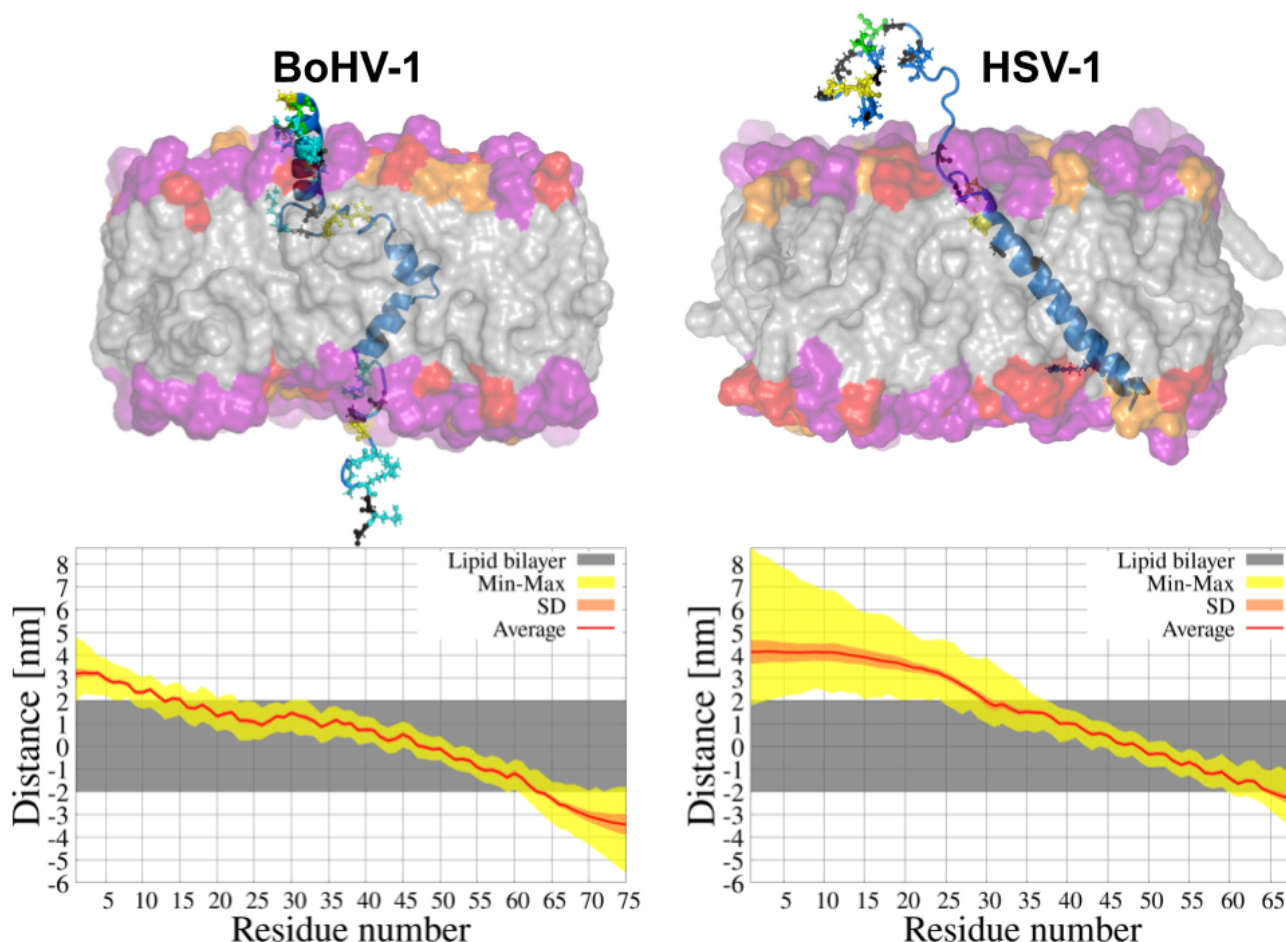 BoHV-1
HSV-1
Lipid bilayer
Min-Max
SD
Average
8
7
6
5
4
3
2
1
0
-1
-2
-3
-4
-5
-6
Distance [nm]
5 10 15 20 25 30 35 40 45 50 55 60 65 70 75
Residue number
Lipid bilayer
Min-Max
SD
Average
8
7
6
5
4
3
2
1
0
-1
-2
-3
-4
-5
-6
Distance [nm]
5 10 15 20 25 30 35 40 45 50 55 60 65
Residue number